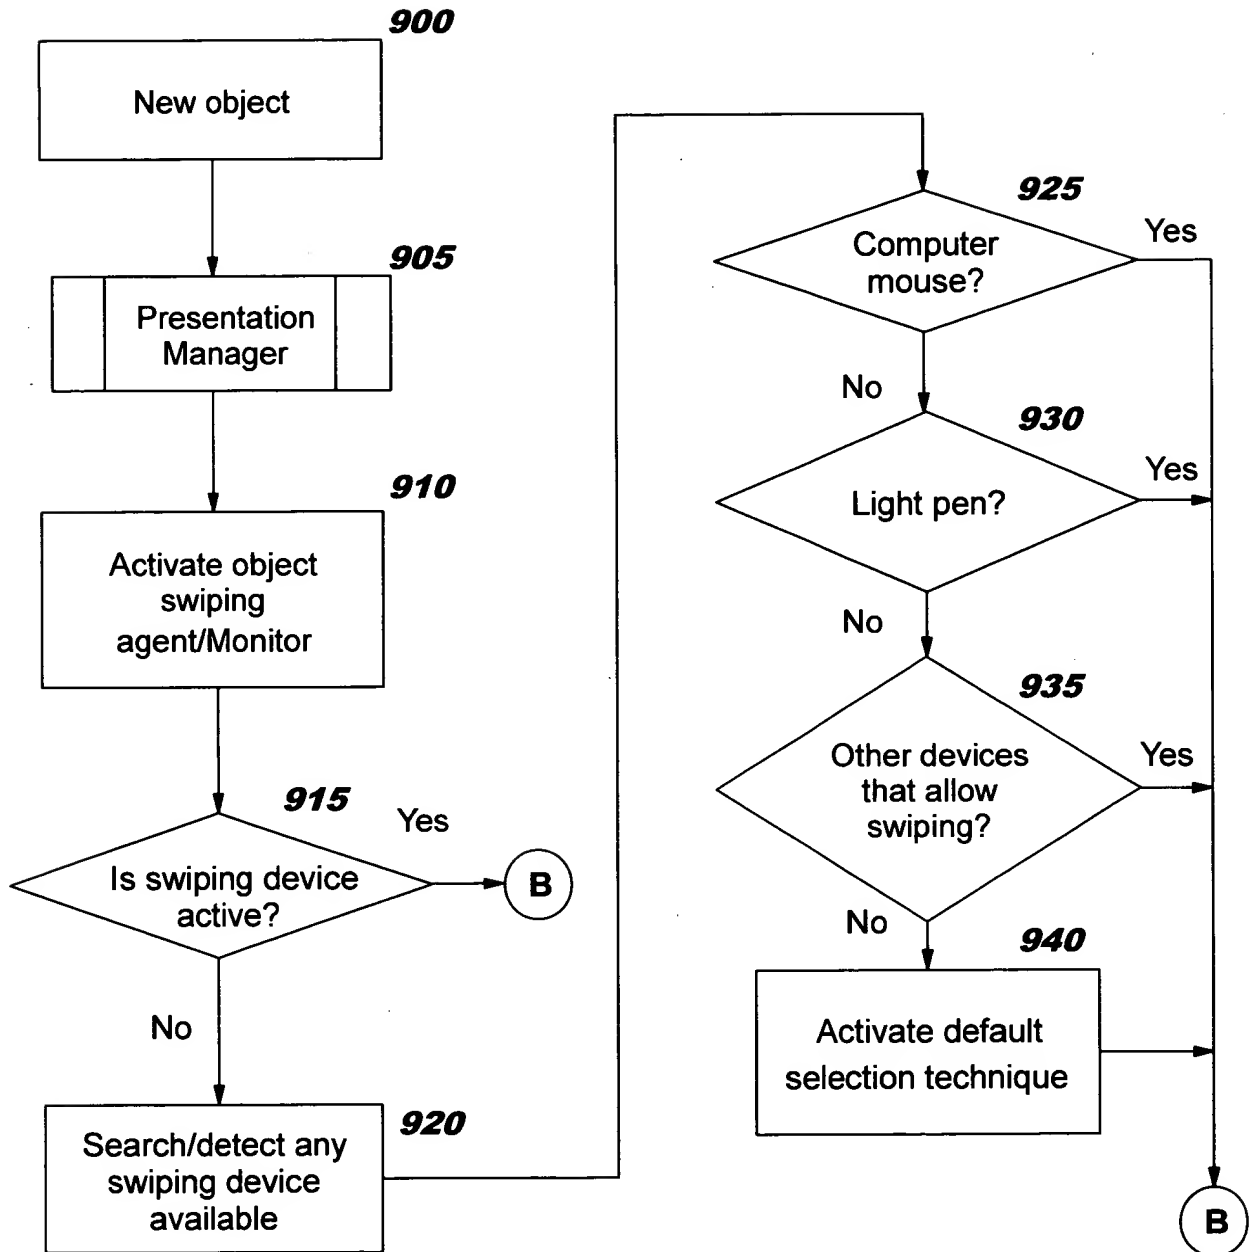 900
New object
905
Presentation
Manager
910
Activate object
swiping
agent/Monitor
915
Yes
Is swiping device
active?
B
No
920
Search/detect any
swiping device
available
925
Computer
mouse?
Yes
No
930
Light pen?
Yes
No
935
Other devices
that allow
swiping?
Yes
No
940
Activate default
selection technique
B